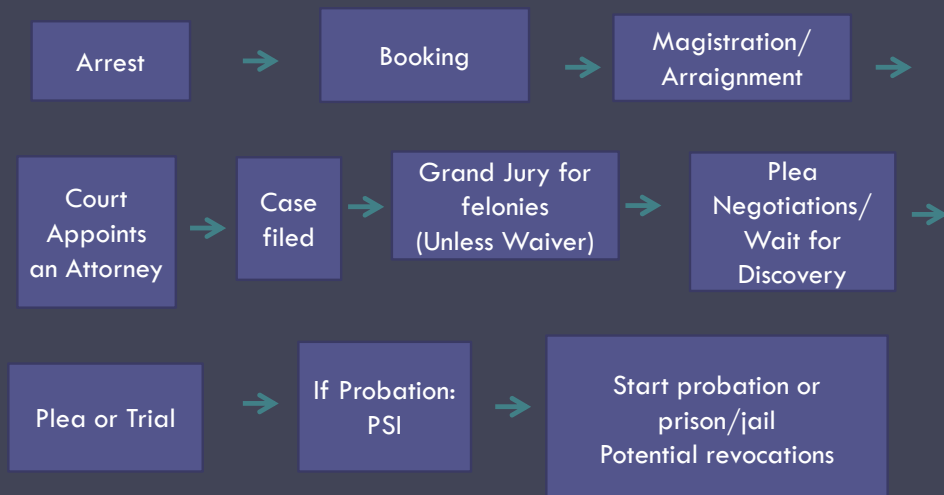 Arrest
Booking
Magistration/
Arraignment
Court
Appoints
an Attorney
Case
filed
Grand Jury for
felonies
(Unless Waiver)
Plea
Negotiations/
Wait for
Discovery
Plea or Trial
If Probation:
PSI
Start probation or
prison/jail
Potential revocations